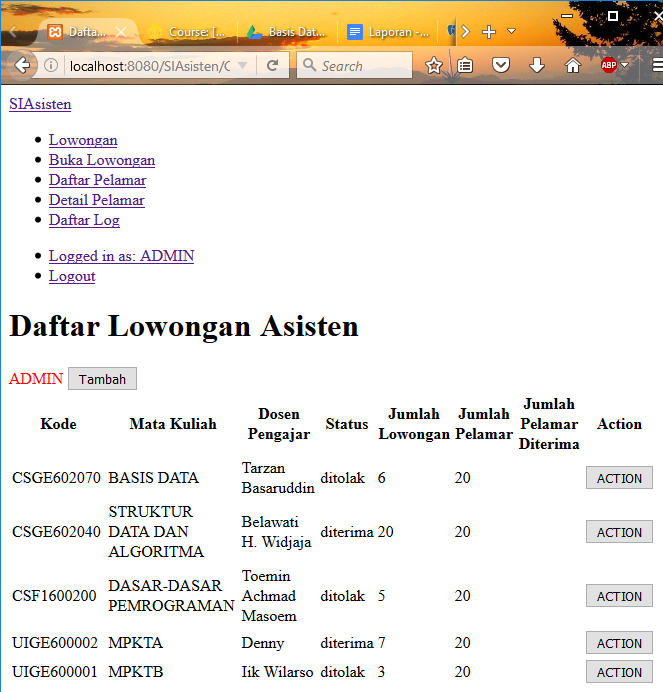 Dafta
Course: [
Basis Dat
Laporan -
localhost:8080/SIAsisten/
Search
ABP
SIAsisten
Lowongan
Buka Lowongan
Daftar Pelamar
Detail Pelamar
Daftar Log
Logged in as: ADMIN
Logout
Daftar Lowongan Asisten
ADMIN Tambah
Kode Mata Kuliah Dosen Pengajar Status Jumlah Lowongan Jumlah Pelamar Jumlah Pelamar Diterima Action
CSGE602070 BASIS DATA Tarzan Basaruddin ditolak 6 20 ACTION
CSGE602040 STRUKTUR DATA DAN ALGORITMA Belawati H. Widjaja diterima 20 20 ACTION
CSF1600200 DASAR-DASAR PEMROGRAMAN Toemin Achmad Masoem ditolak 5 20 ACTION
UIGE600002 MPKTA Denny diterima 7 20 ACTION
UIGE600001 MPKTB Iik Wilarso ditolak 3 20 ACTION